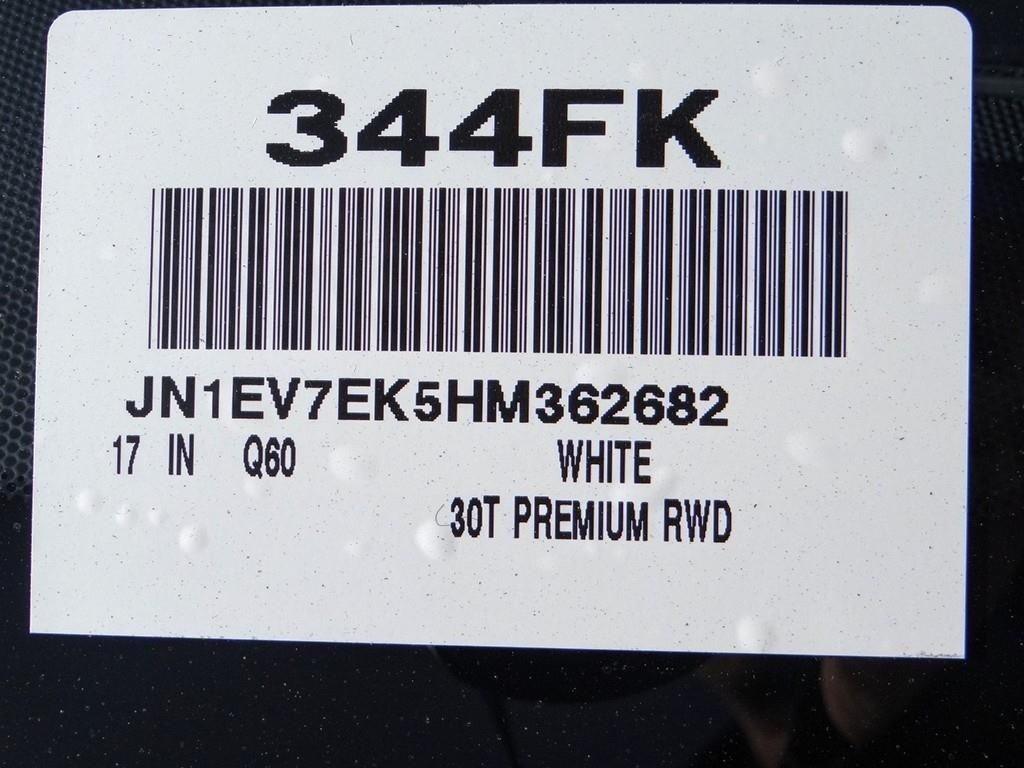 344FK
JN1EV7EK5HM362682
17 IN Q60 WHITE
30T PREMIUM RWD